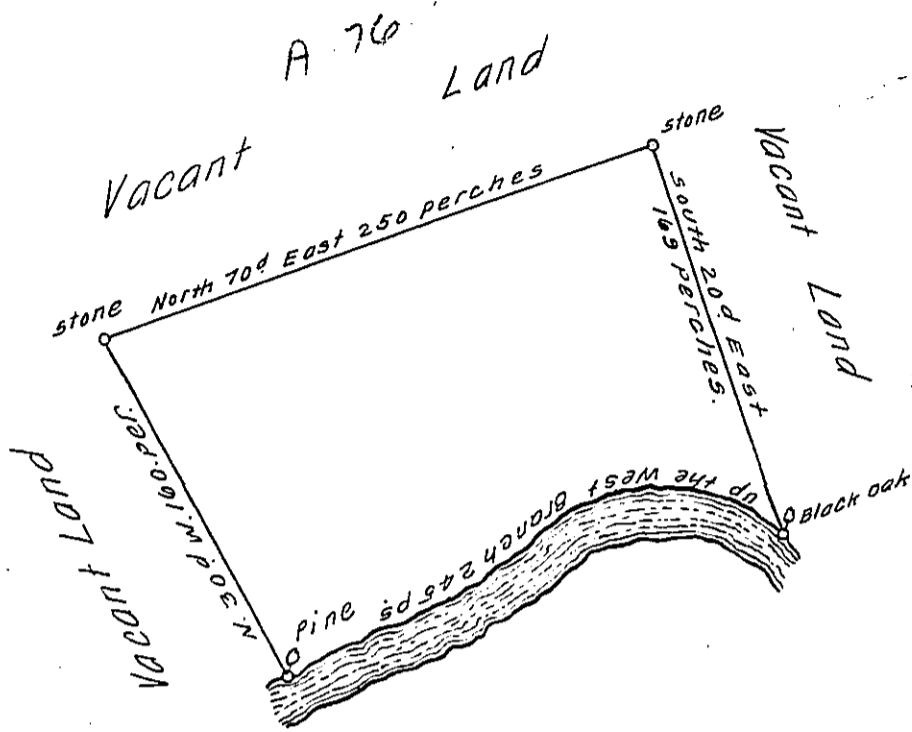 A 76
Vacant Land
stone
North 70d East 250 perches
stone
South 20d East
169 perches.
Vacant Land
Black oak
up the West Branch 245 ps
Pine
N. 30d W. 160 per.
Vacant Land